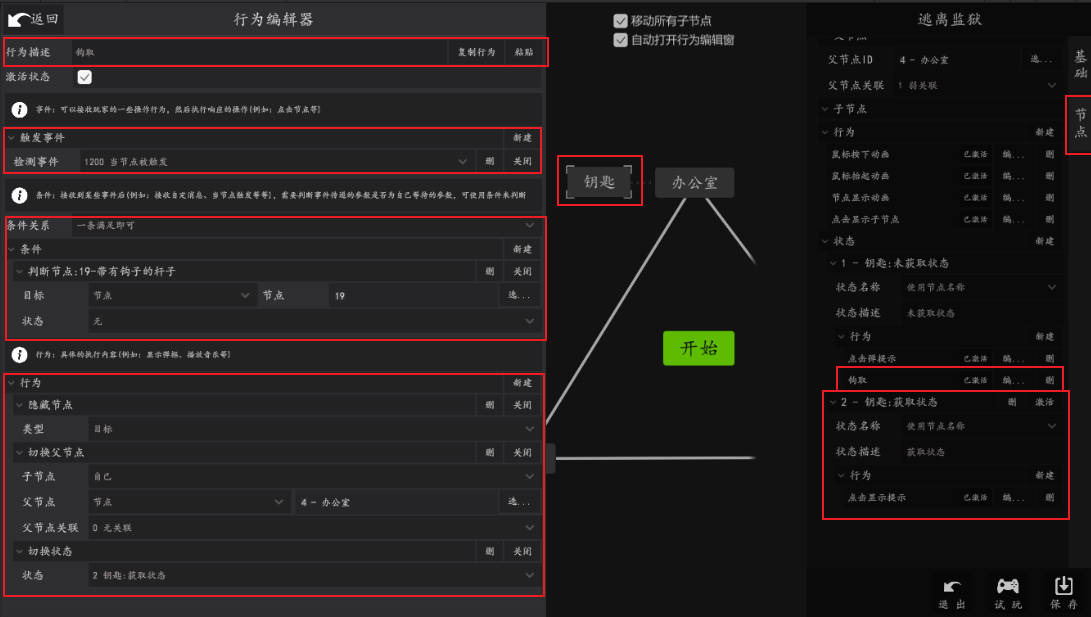 返回
行为编辑器
行为描述 钩取 复制行为 粘贴
激活状态
事件: 可以接收玩家的一些操作行为, 然后执行响应的操作(例如: 点击节点等)
触发事件 新建
检测事件 1200 当节点被触发 删 关闭
条件: 接收到某些事件后(例如: 接收自定消息、当节点触发等等), 需要判断事件传递的参数是否为自己等待的参数, 可使用条件来判断
条件关系 一条满足即可
条件 新建
判断节点:19-带有钩子的杆子 删 关闭
目标 节点 节点 19 选...
状态 无
行为: 具体的执行内容(例如: 显示弹框、播放音乐等)
行为 新建
隐藏节点 删 关闭
类型 目标
切换父节点 删 关闭
子节点 自己
父节点 节点 4 - 办公室 选...
父节点关联 0 无关联
切换状态 删 关闭
状态 2 钥匙:获取状态
移动所有子节点
自动打开行为编辑窗
钥匙
办公室
开始
逃离监狱
父节点
父节点ID 4 - 办公室 选...
父节点关联 1 弱关联
子节点
行为 新建
鼠标按下动画 已激活 编... 删
鼠标抬起动画 已激活 编... 删
节点显示动画 已激活 编... 删
点击显示子节点 已激活 编... 删
状态 新建
1 - 钥匙:未获取状态
状态名称 使用节点名称
状态描述 未获取状态
行为 新建
点击弹提示 已激活 编... 删
钩取 已激活 编... 删
2 - 钥匙:获取状态 删 激活
状态名称 使用节点名称
状态描述 获取状态
行为 新建
点击显示提示 已激活 编... 删
基础
节点
退出 试玩 保存